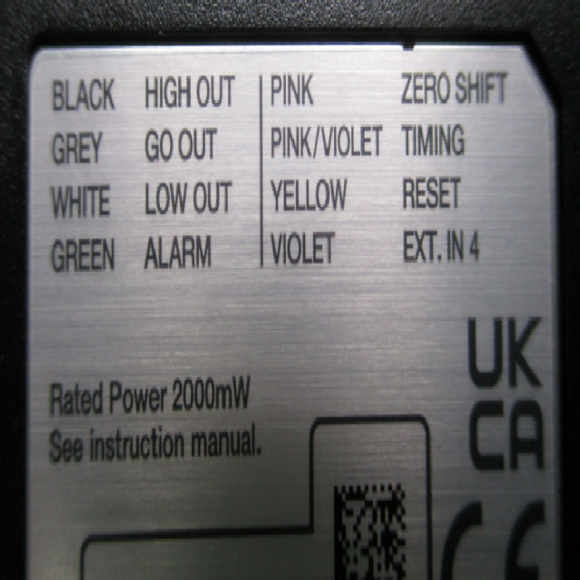 BLACK HIGH OUT PINK ZERO SHIFT
GREY GO OUT PINK/VIOLET TIMING
WHITE LOW OUT YELLOW RESET
GREEN ALARM VIOLET EXT. IN 4
Rated Power 2000mW
See instruction manual.
UK
CA
CE